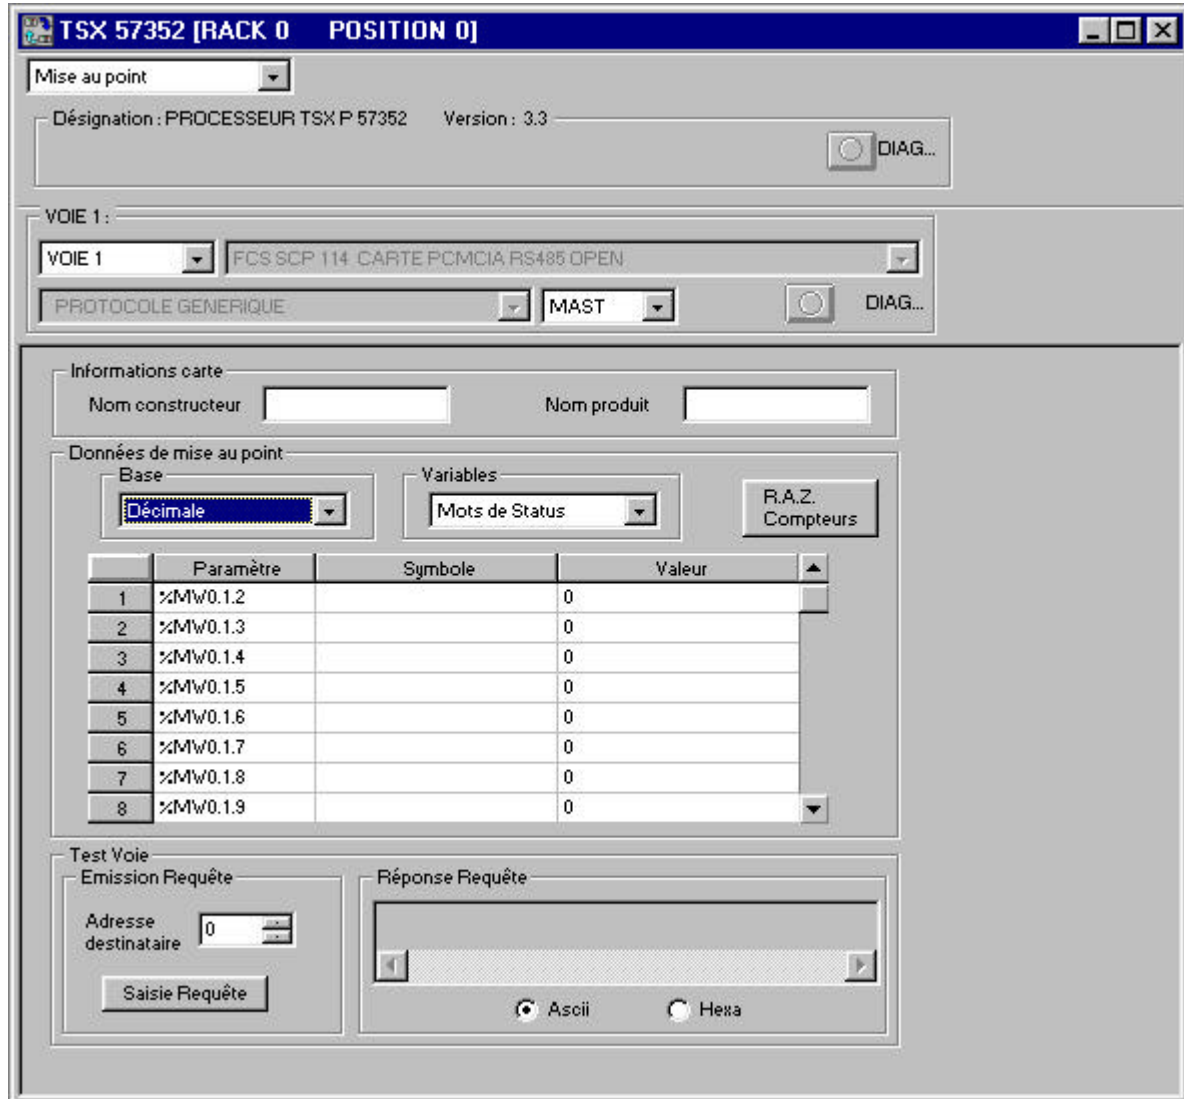 TSX 57352 [RACK 0 POSITION 0]
Mise au point
Désignation : PROCESSEUR TSX P 57352 Version : 3.3
DIAG...
VOIE 1 :
VOIE 1 FCS SCP 114 CARTE PCMCIA RS485 OPEN
PROTOCOLE GENERIQUE MAST DIAG...
Informations carte
Nom constructeur Nom produit
Données de mise au point
Base Variables
Décimale Mots de Status R.A.Z.
Compteurs
Paramètre Symbole Valeur
1 %MW0.1.2 0
2 %MW0.1.3 0
3 %MW0.1.4 0
4 %MW0.1.5 0
5 %MW0.1.6 0
6 %MW0.1.7 0
7 %MW0.1.8 0
8 %MW0.1.9 0
Test Voie
Emission Requête Réponse Requête
Adresse
destinataire 0
Saisie Requête
Ascii Hexa